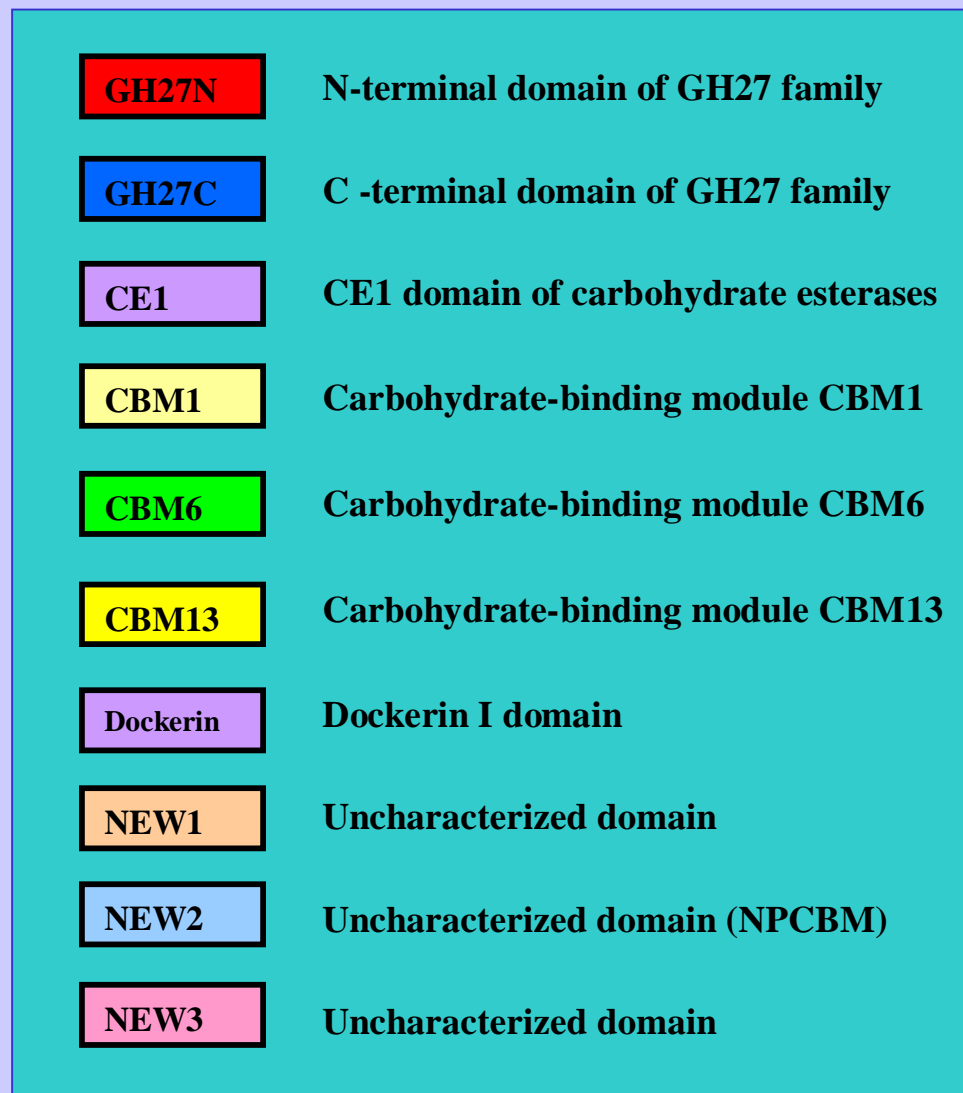 GH27N N-terminal domain of GH27 family
GH27C C -terminal domain of GH27 family
CE1 CE1 domain of carbohydrate esterases
CBM1 Carbohydrate-binding module CBM1
CBM6 Carbohydrate-binding module CBM6
CBM13 Carbohydrate-binding module CBM13
Dockerin Dockerin I domain
NEW1 Uncharacterized domain
NEW2 Uncharacterized domain (NPCBM)
NEW3 Uncharacterized domain